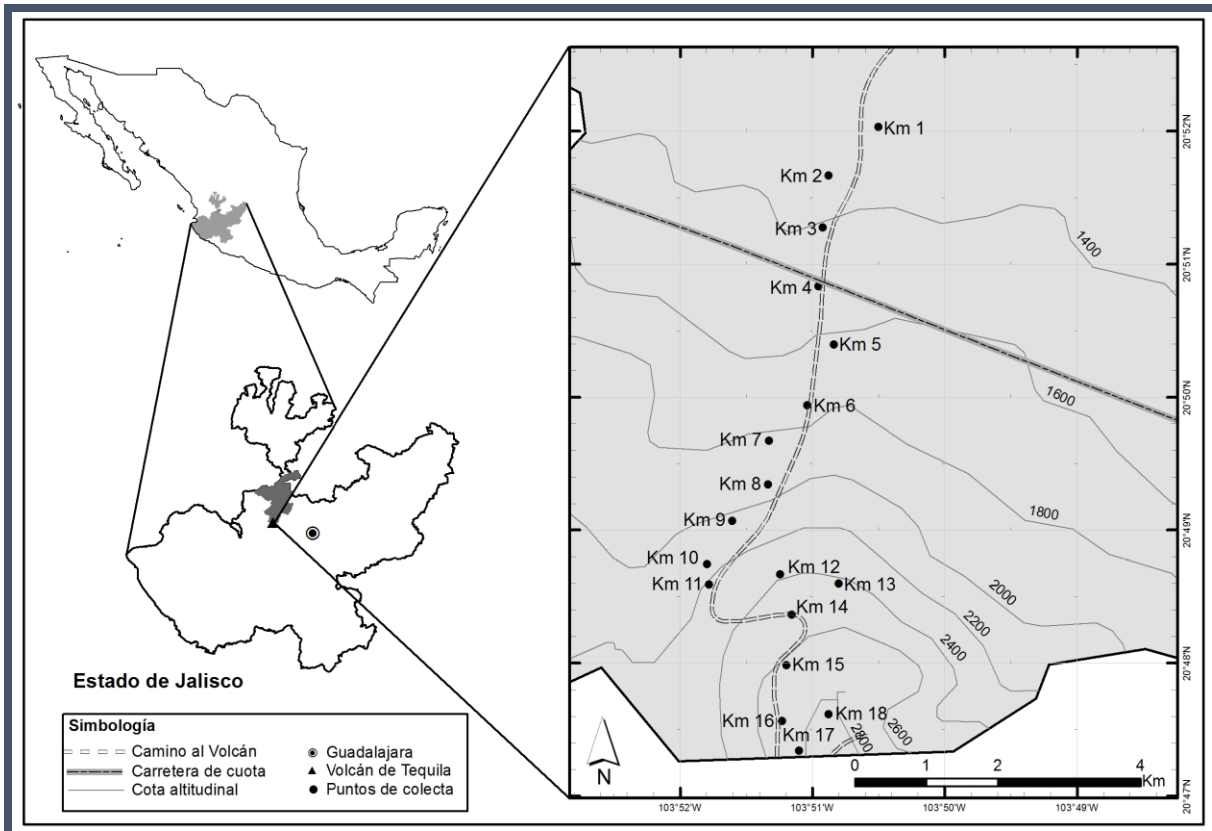 Estado de Jalisco
Simbología
Camino al Volcán
Carretera de cuota
Cota altitudinal
Guadalajara
Volcán de Tequila
Puntos de colecta
Km 1
Km 2
Km 3
Km 4
Km 5
Km 6
Km 7
Km 8
Km 9
Km 10
Km 11
Km 12
Km 13
Km 14
Km 15
Km 16
Km 17
Km 18
1400
1600
1800
2000
2200
2400
2600
2800
N
0 1 2 4
Km
20°52'N
20°51'N
20°50'N
20°49'N
20°48'N
20°47'N
103°52'W
103°51'W
103°50'W
103°49'W